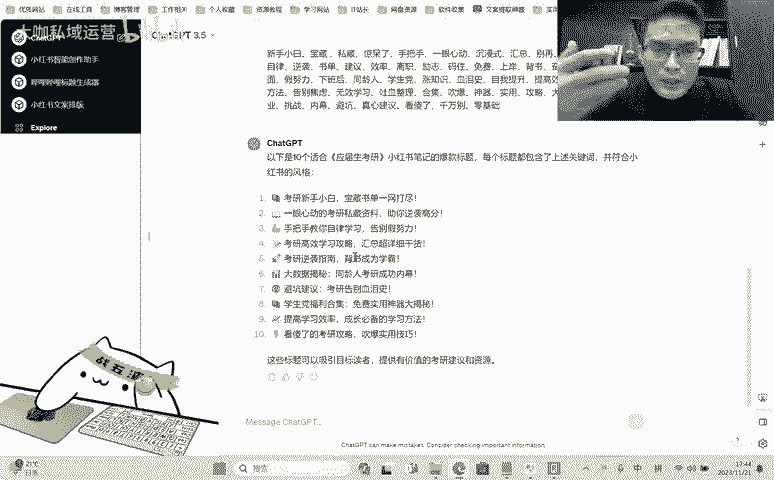 优质网站 在线工具 博客管理 工作相关 个人收藏 资源教程 学习网站 IT站长 网盘资源 软件收集 文案提取神器
大咖私域运营
ChatGPT
ChatGPT 3.5
小红书智能创作助手
哔哩哔哩标题生成器
小红书文案排版
Explore
新手小白、宝藏、私藏、惊呆了、手把手、一眼心动、沉浸式、汇总、别再、
自律、逆袭、书单、建议、效率、离职、励志、码住、免费、上岸、背书、
面、假努力、下班后、同龄人、学生党、涨知识、血泪史、自我提升、提高效
方法、告别焦虑、无效学习、吐血整理、合集、吹爆、神器、实用、攻略、大
业、挑战、内幕、避坑、真心建议、看傻了、千万别、零基础
ChatGPT
以下是10个适合《应届生考研》小红书笔记的爆款标题，每个标题都包含了上述关键词，并符合小
红书的风格：
1. 考研新手小白，宝藏书单一网打尽！
2. 一眼心动的考研私藏资料，助你逆袭高分！
3. 手把手教你自律学习，告别假努力！
4. 考研高效学习攻略，汇总超详细干货！
5. 考研逆袭指南，背书成为学霸！
6. 大数据揭秘：同龄人考研成功内幕！
7. 避坑建议：考研告别血泪史！
8. 学生党福利合集：免费实用神器大揭秘！
9. 提高学习效率，成长必备的学习方法！
10. 看傻了的考研攻略，吹爆实用技巧！
这些标题可以吸引目标读者，提供有价值的考研建议和资源。
Message ChatGPT...
ChatGPT can make mistakes. Consider checking important information.
21°C
搜索
中
拼
17:44
2023/11/21